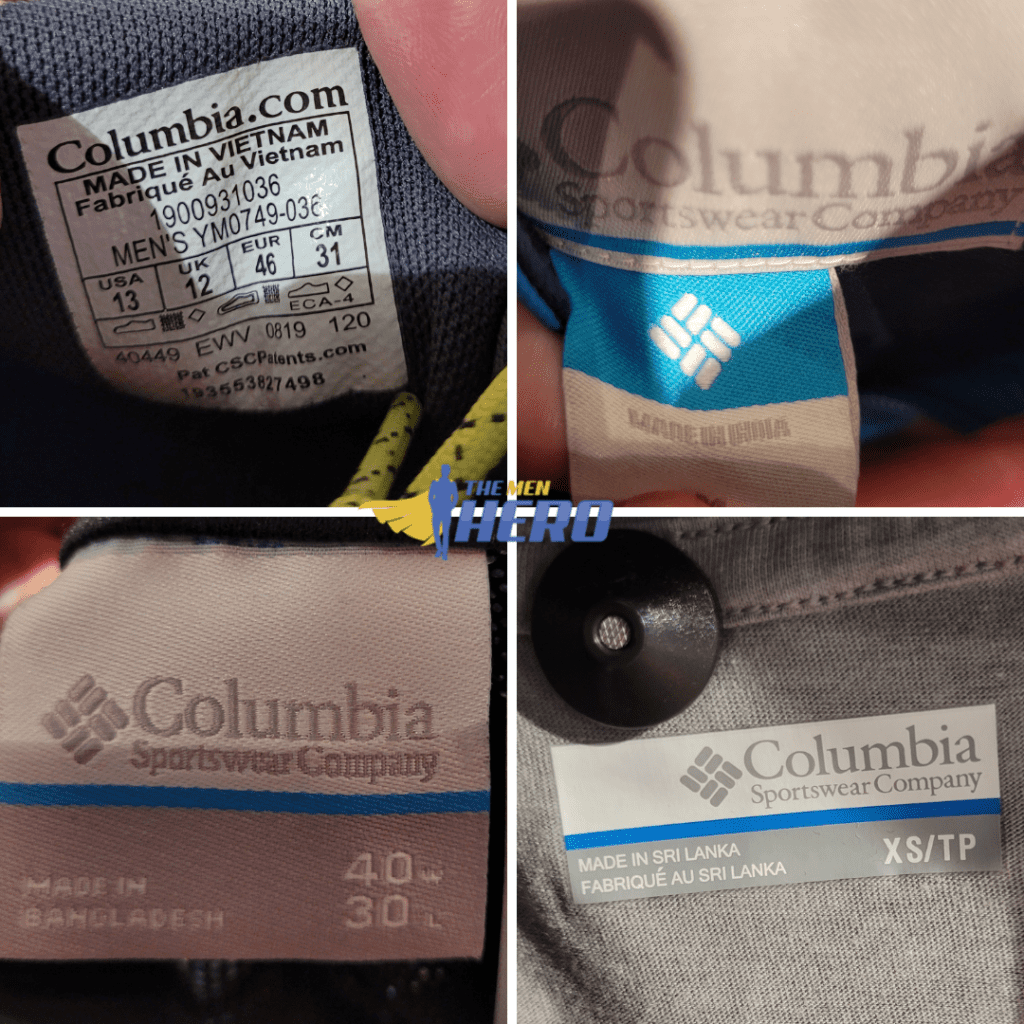 Columbia.com
MADE IN VIETNAM
Fabriqué Au Vietnam
1900931036
MEN'S YM0749-036
USA UK EUR CM
13 12 46 31
ECA-4
40449 EWV 0819 120
Pat CSCPatents.com
193553827498
Columbia
Sportswear Company
MADE IN INDIA
THE MEN
HERO
Columbia
Sportswear Company
MADE IN
BANGLADESH
40 W
30 L
Columbia
Sportswear Company
MADE IN SRI LANKA
FABRIQUÉ AU SRI LANKA
XS/TP